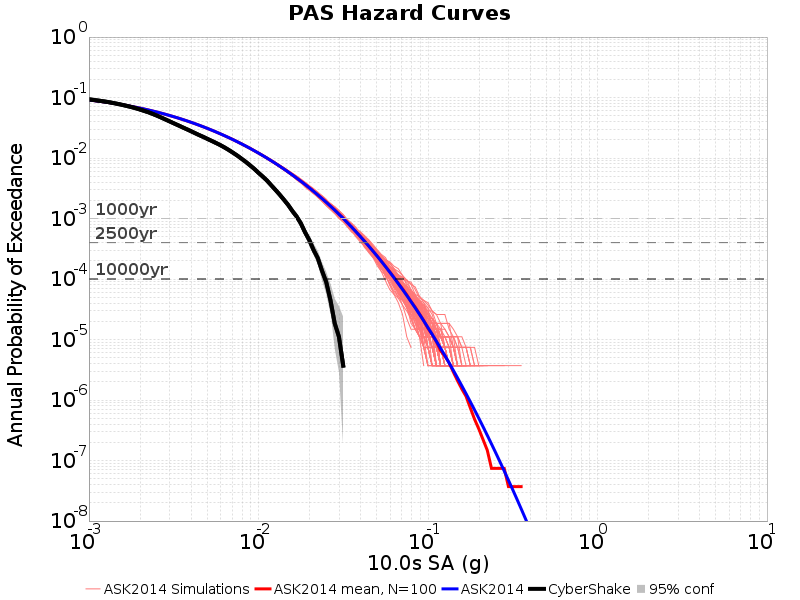 PAS Hazard Curves
Annual Probability of Exceedance
10^0
10^-1
10^-2
10^-3
10^-4
10^-5
10^-6
10^-7
10^-8
1000yr
2500yr
10000yr
10^-3 10^-2 10^-1 10^0 10^1
10.0s SA (g)
ASK2014 Simulations ASK2014 mean, N=100 ASK2014 CyberShake 95% conf